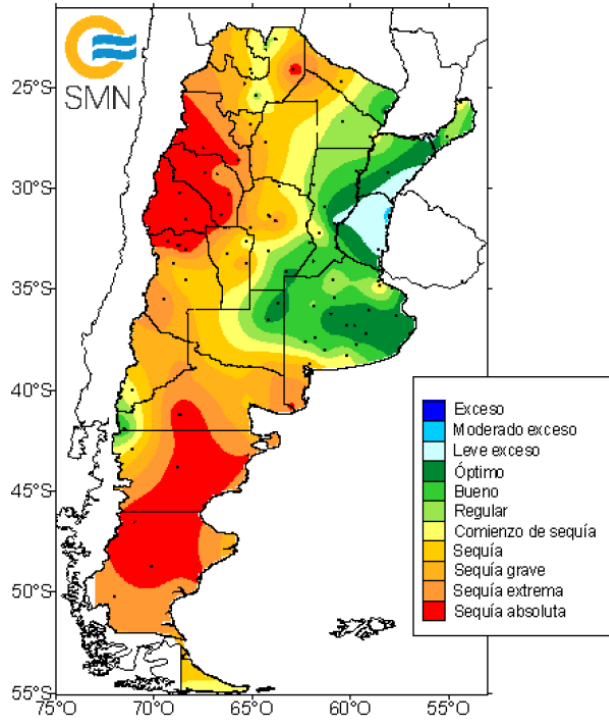 SMN
25°S
30°S
35°S
40°S
45°S
50°S
55°S
75°O 70°O 65°O 60°O 55°O
Exceso
Moderado exceso
Leve exceso
Óptimo
Bueno
Regular
Comienzo de sequía
Sequía
Sequía grave
Sequía extrema
Sequía absoluta